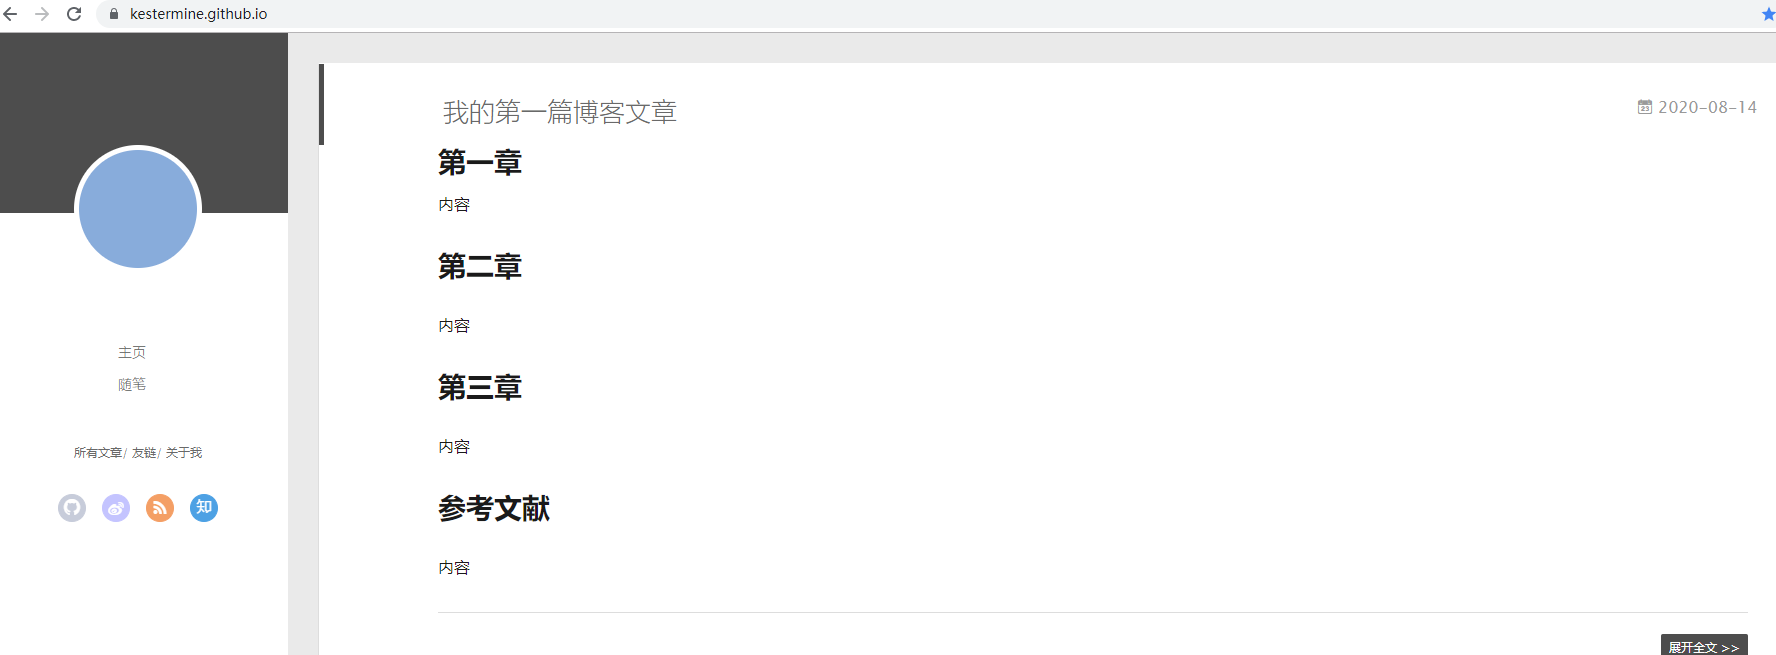 kestermine.github.io
我的第一篇博客文章
23 2020-08-14
第一章
内容
第二章
内容
第三章
内容
参考文献
内容
展开全文 >>
主页
随笔
所有文章/ 友链/ 关于我
知